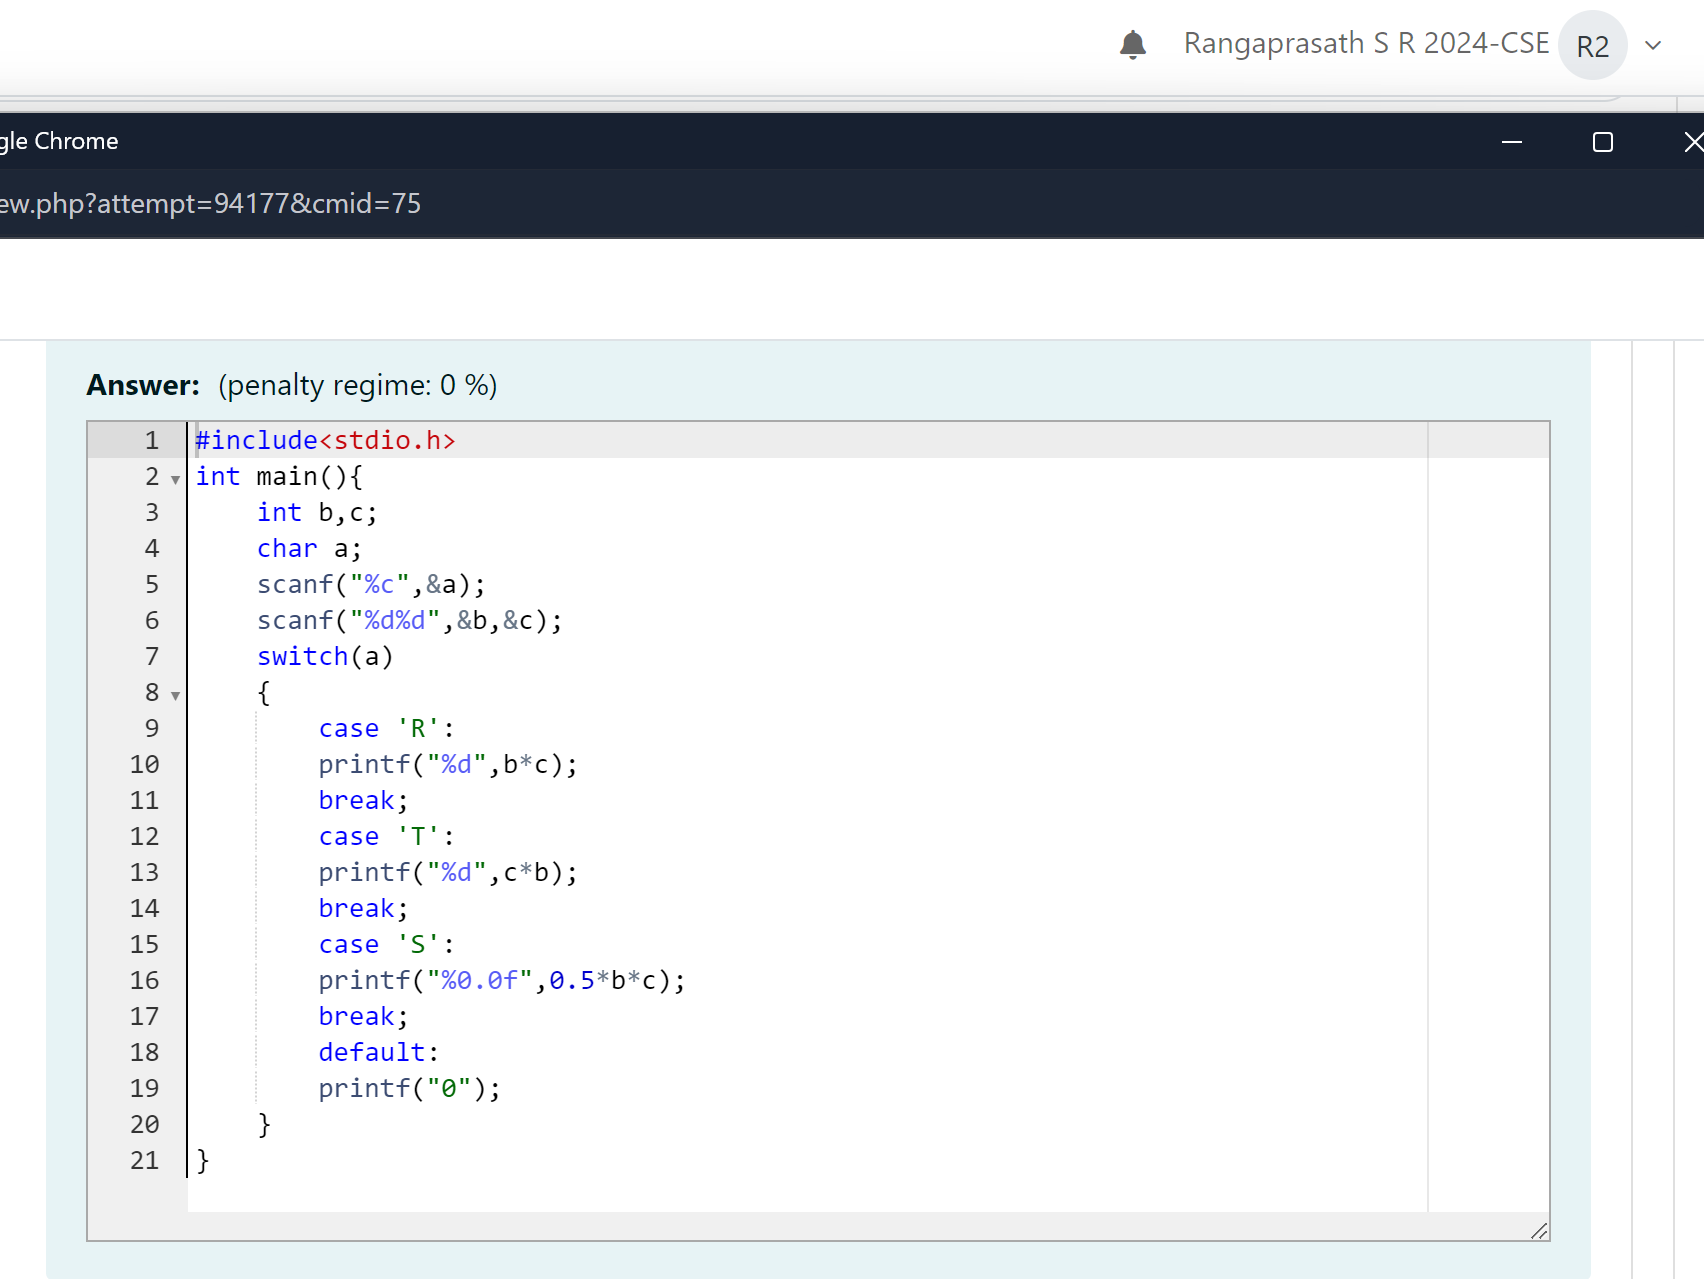 Rangaprasath S R 2024-CSE R2
gle Chrome
ew.php?attempt=94177&cmid=75
Answer: (penalty regime: 0 %)
1 #include<stdio.h>
2 int main(){
3 int b,c;
4 char a;
5 scanf("%c",&a);
6 scanf("%d%d",&b,&c);
7 switch(a)
8 {
9 case 'R':
10 printf("%d",b*c);
11 break;
12 case 'T':
13 printf("%d",c*b);
14 break;
15 case 'S':
16 printf("%0.0f",0.5*b*c);
17 break;
18 default:
19 printf("0");
20 }
21 }